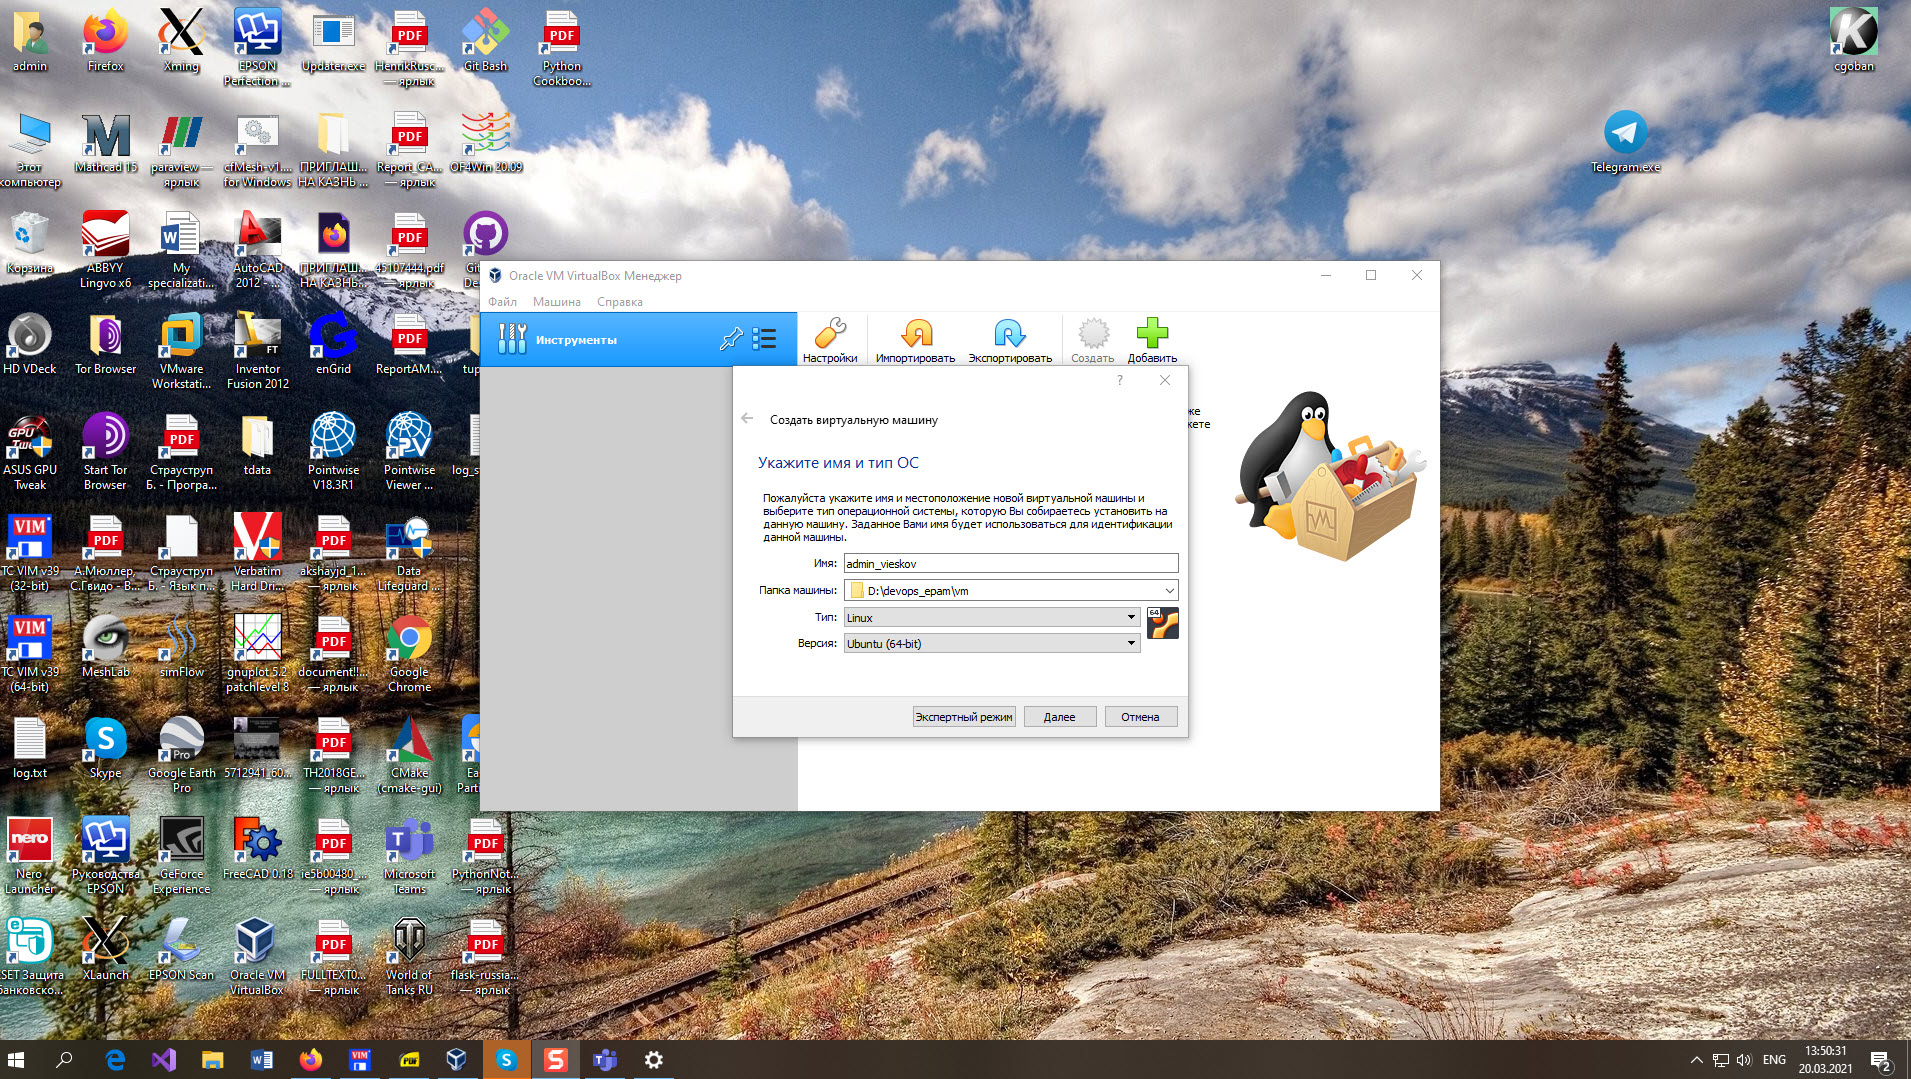 admin
Firefox
Xming
EPSON
Perfection ...
Updater.exe
HenrikRusc...
— ярлык
Git Bash
Python
Cookboo...
cgoban
Этот
компьютер
Mathcad 15
paraview —
ярлык
cfMesh-v1....
for Windows
ПРИГЛАШ...
НА КАЗНЬ ...
Report_CA...
— ярлык
OF4Win 20.09
Telegram.exe
Корзина
ABBYY
Lingvo x6
My
specializati...
AutoCAD
2012 - ...
ПРИГЛАШ...
НА КАЗНЬ...
45107444.pdf
— ярлык
HD VDeck
Tor Browser
VMware
Workstati...
Inventor
Fusion 2012
enGrid
ReportAM....
tup
ASUS GPU
Tweak
Start Tor
Browser
Страуструп
Б. - Програ...
tdata
Pointwise
V18.3R1
Pointwise
Viewer ...
log_s
TC VIM v39
(32-bit)
А.Мюллер,
С.Гвидо - В...
Страуструп
Б. - Язык п...
Verbatim
Hard Dri...
akshayjd_1...
— ярлык
Data
Lifeguard ...
TC VIM v39
(64-bit)
MeshLab
simFlow
gnuplot 5.2
patchlevel 8
document!!...
— ярлык
Google
Chrome
log.txt
Skype
Google Earth
Pro
5712941_60...
TH2018GE...
— ярлык
CMake
(cmake-gui)
Ea
Parti
Nero
Launcher
Руководства
EPSON
GeForce
Experience
FreeCAD 0.18
ie5b00480_...
— ярлык
Microsoft
Teams
PythonNot...
— ярлык
SET Защита
банковско...
XLaunch
EPSON Scan
Oracle VM
VirtualBox
FULLTEXT0...
— ярлык
World of
Tanks RU
flask-russia...
— ярлык
Oracle VM VirtualBox Менеджер
Файл Машина Справка
Инструменты
Настройки Импортировать Экспортировать Создать Добавить
же
жете
?
Создать виртуальную машину
Укажите имя и тип ОС
Пожалуйста укажите имя и местоположение новой виртуальной машины и
выберите тип операционной системы, которую Вы собираетесь установить на
данную машину. Заданное Вами имя будет использоваться для идентификации
данной машины.
Имя: admin_vieskov
Папка машины: D:\devops_epam\vm
Тип: Linux
64
Версия: Ubuntu (64-bit)
Экспертный режим Далее Отмена
ENG
13:50:31
20.03.2021
2